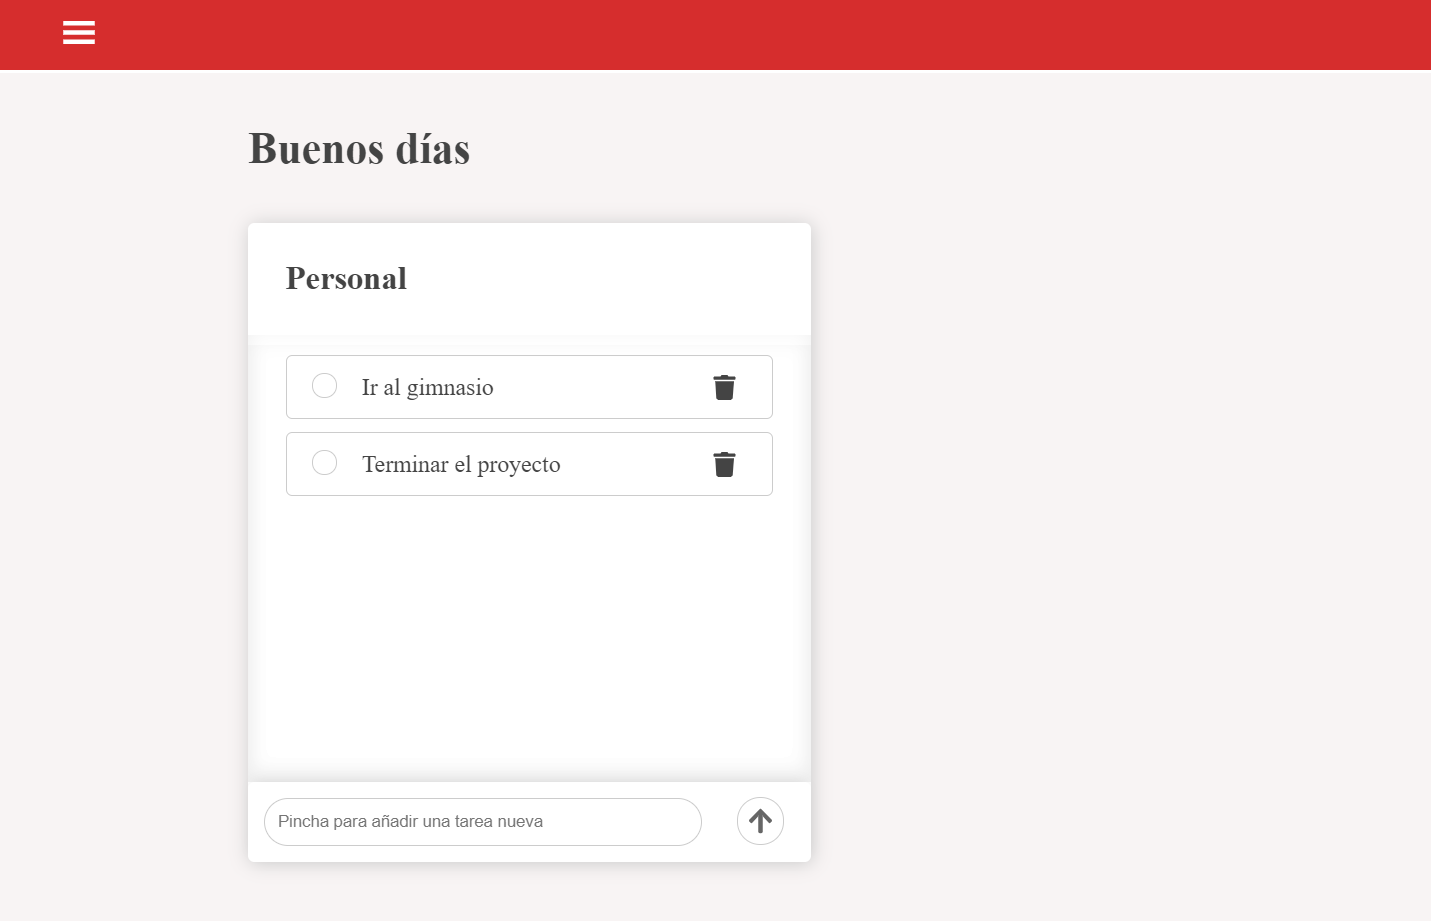 Buenos días
Personal
Ir al gimnasio
Terminar el proyecto
Pincha para añadir una tarea nueva